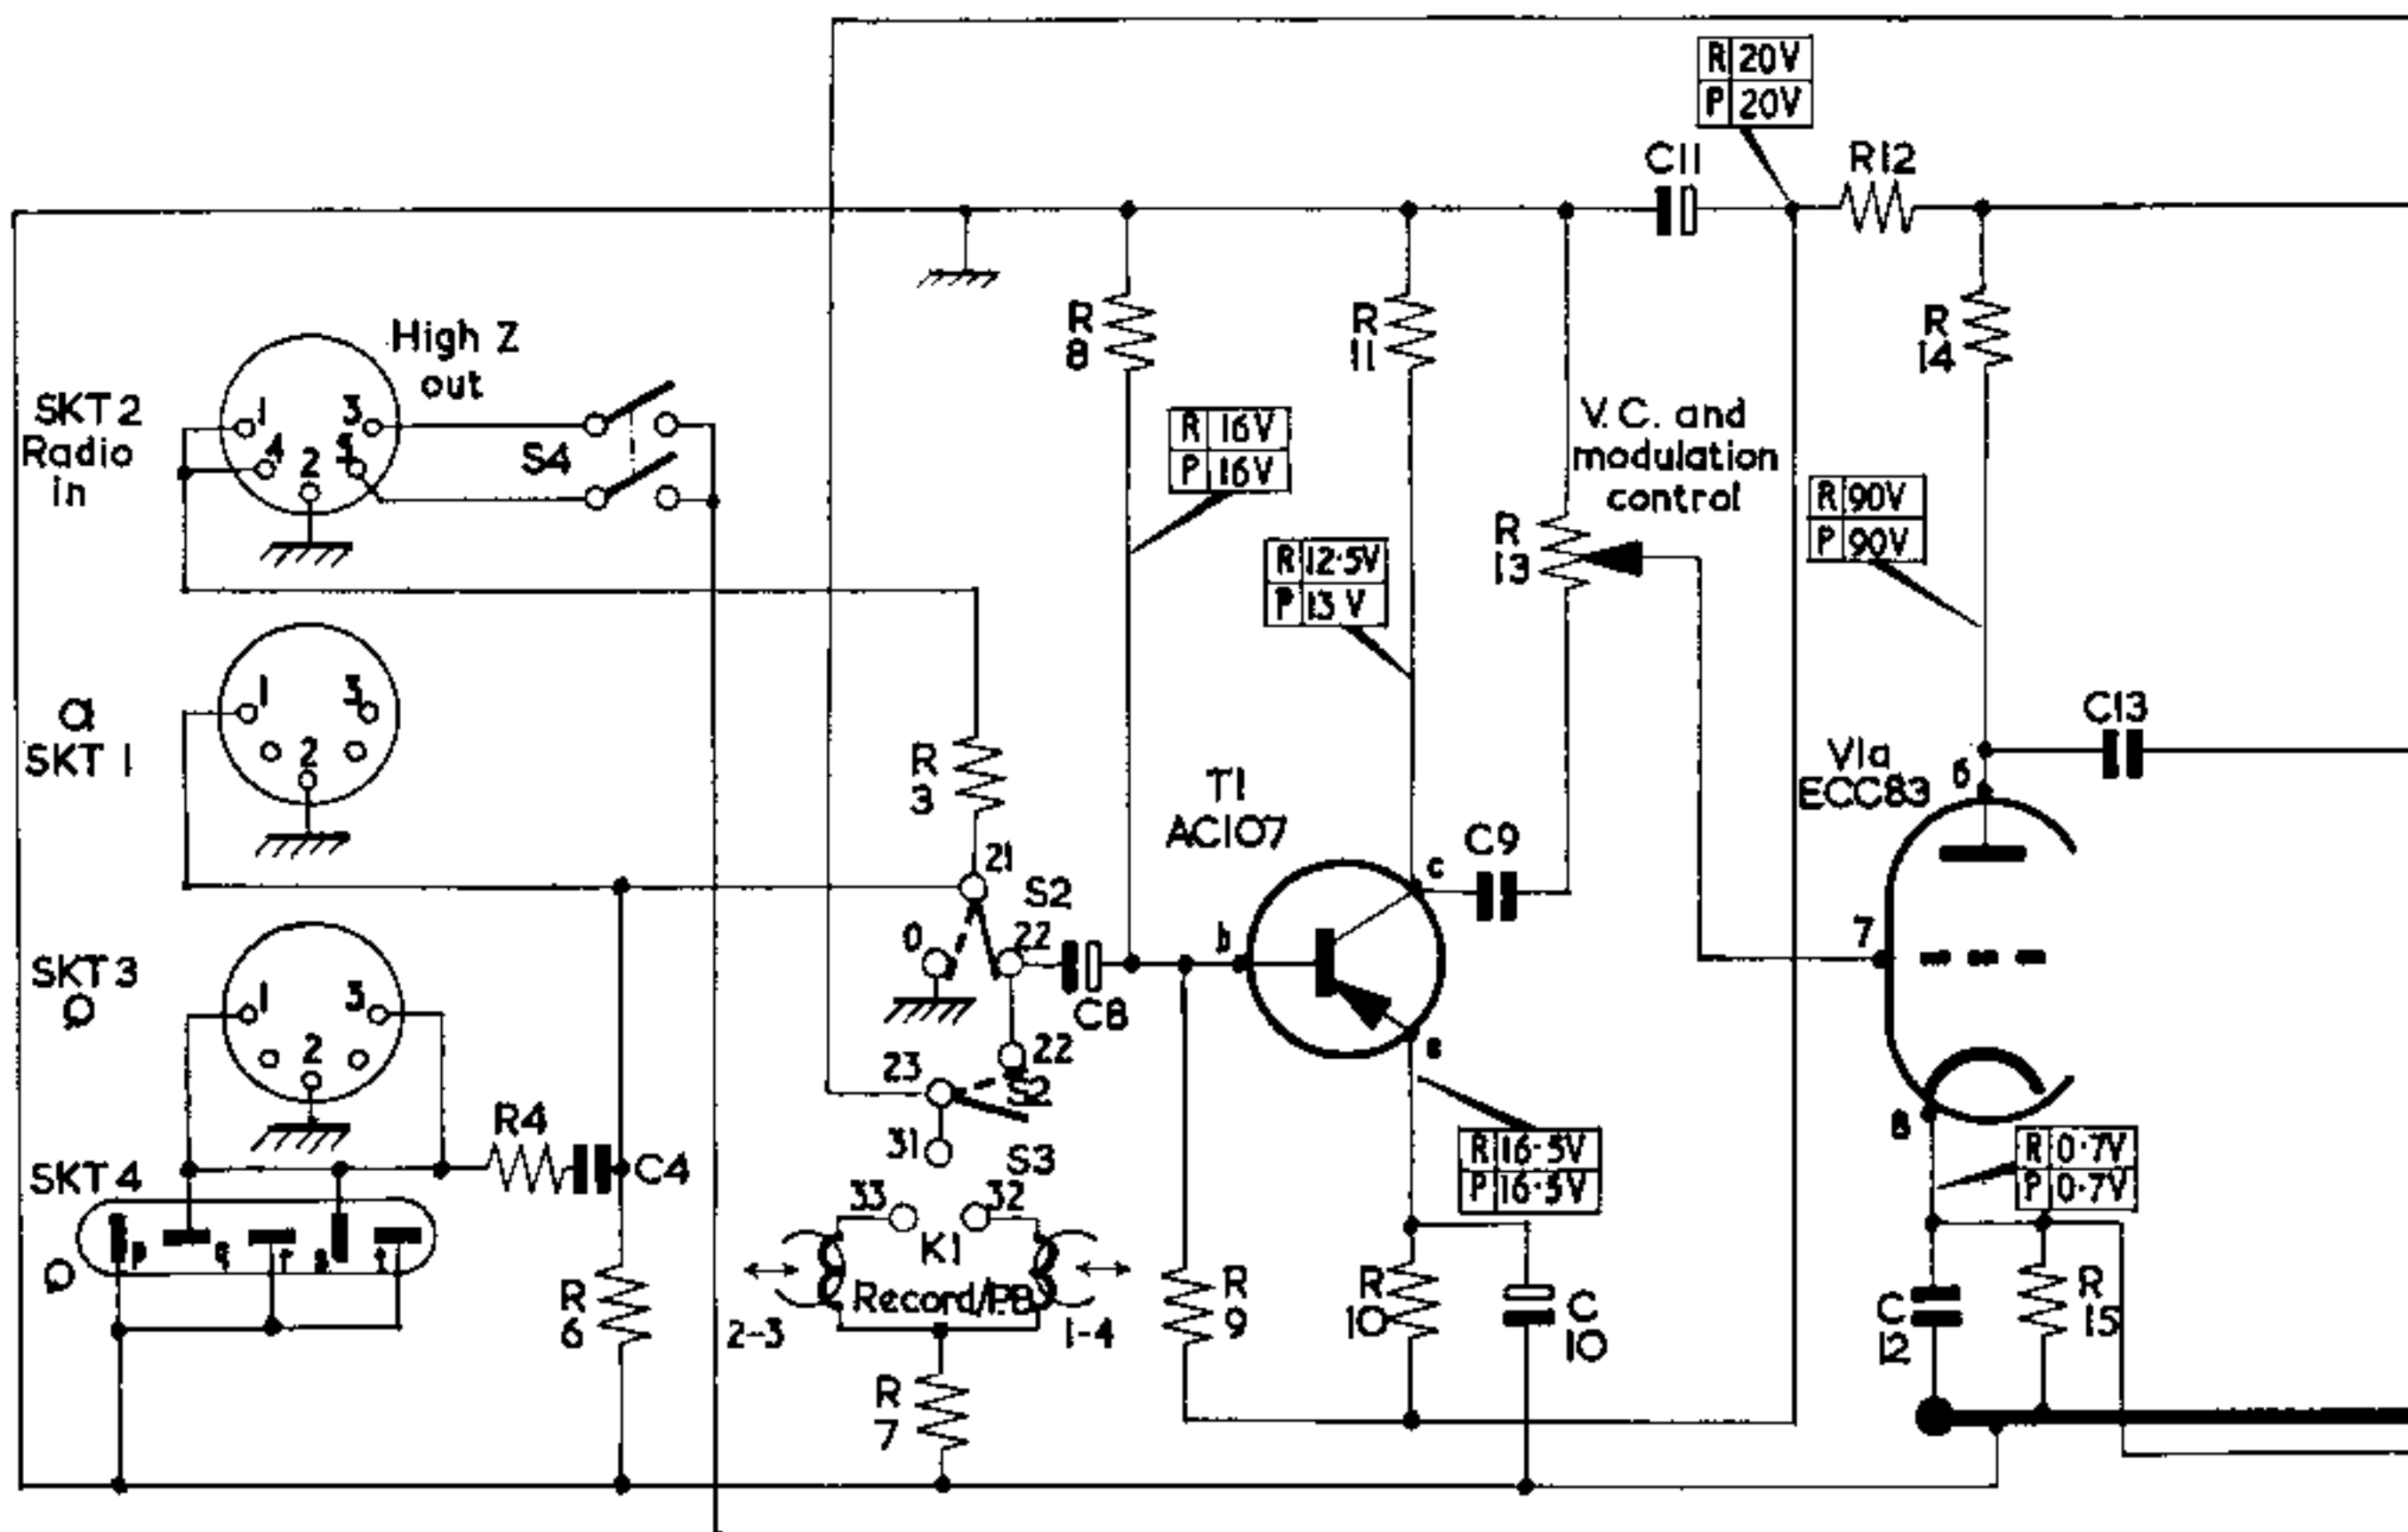 R 20V
P 20V
C11
R12
R
8
R
11
R
14
High Z
out
SKT 2
Radio
in
1
3
4
2
S4
R 16V
P 16V
V.C. and
modulation
control
R
13
R 90V
P 90V
R 12·5V
P 13V
SKT 1
1
3
2
R
3
T1
AC107
C9
C13
V1a
ECC83
6
21
S2
0
22
c
b
e
7
8
C8
SKT 3
1
3
2
23
22
S2
31
S3
R4
C4
SKT 4
p
q
r
s
t
33
32
K1
Record/P.B.
2-3
1-4
R
6
R
7
R
9
R
10
C
10
R 16·5V
P 16·5V
R 0·7V
P 0·7V
C
12
R
15